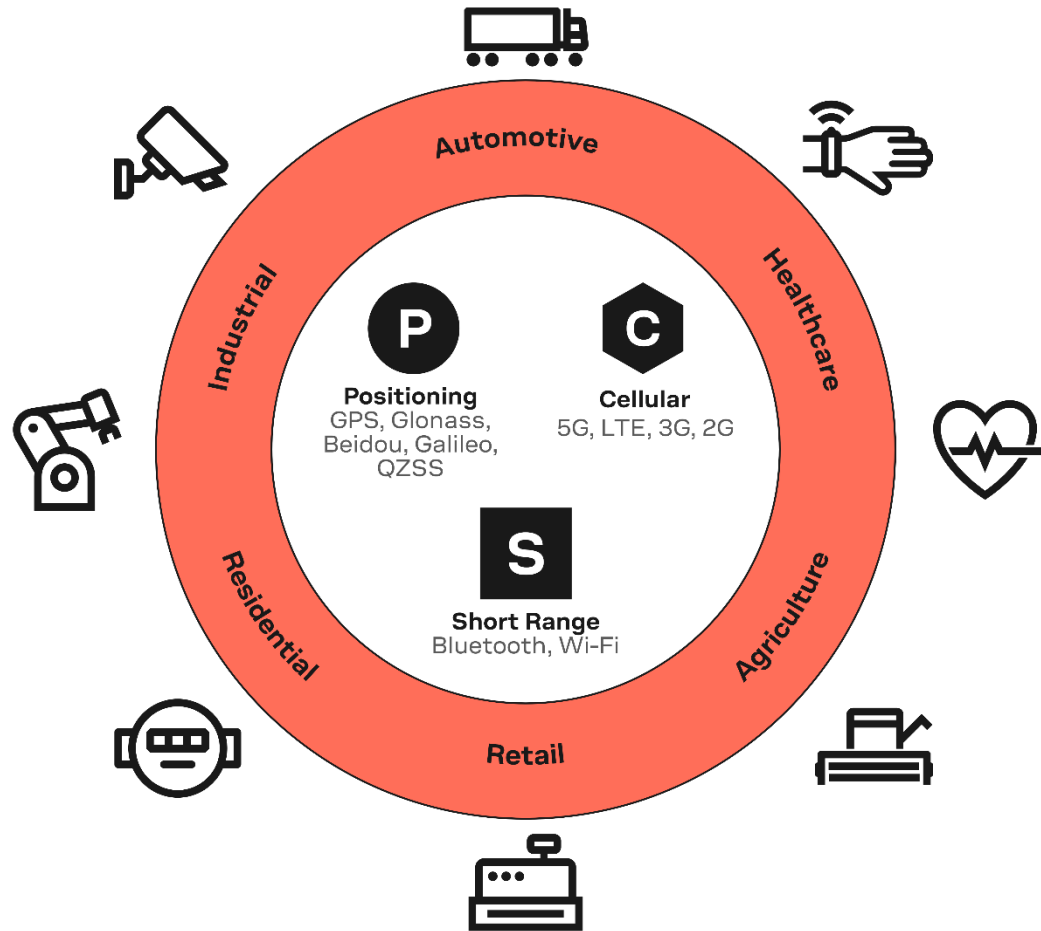 Automotive
Healthcare
Industrial
P
Positioning
GPS, Glonass,
Beidou, Galileo,
QZSS
C
Cellular
5G, LTE, 3G, 2G
S
Short Range
Bluetooth, Wi-Fi
Residential
Agriculture
Retail